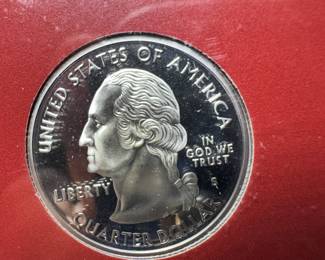 UNITED STATES OF AMERICA
LIBERTY
IN
GOD WE
TRUST
S
QUARTER DOLLAR